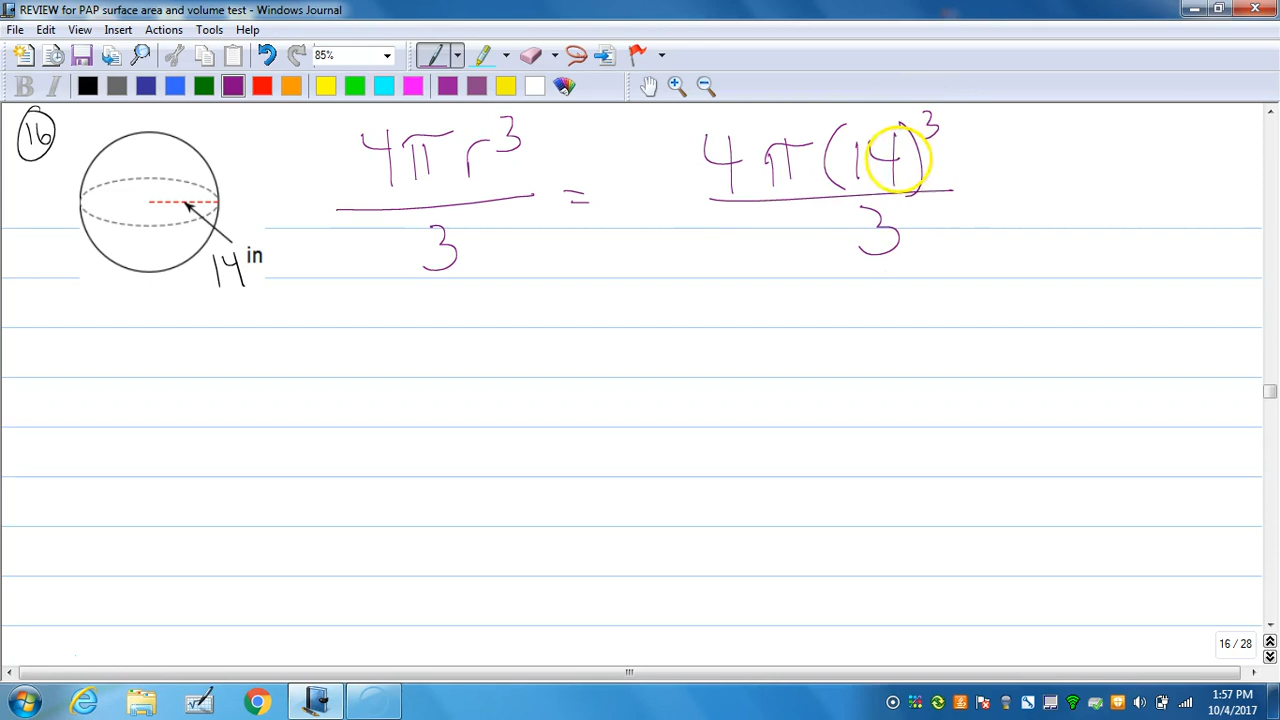 REVIEW for PAP surface area and volume test - Windows Journal
File Edit View Insert Actions Tools Help
85%
B I
16
4πr³ / 3 = 4π(14)³ / 3
14 in
16 / 28
1:57 PM
10/4/2017